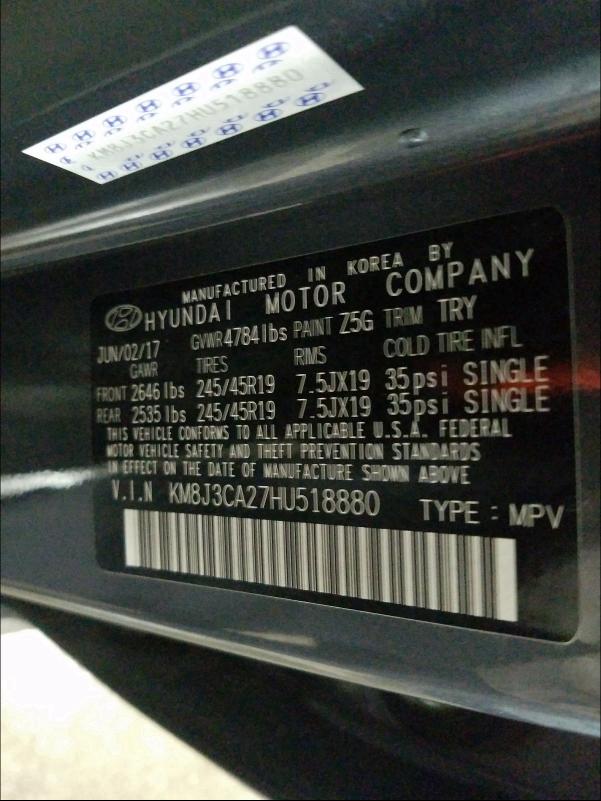 KM8J3CA27HU518880
MANUFACTURED IN KOREA BY
HYUNDAI MOTOR COMPANY
JUN/02/17 GVWR 4784lbs PAINT Z5G TRIM TRY
GAWR TIRES RIMS COLD TIRE INFL
FRONT 2646 lbs 245/45R19 7.5JX19 35psi SINGLE
REAR 2535 lbs 245/45R19 7.5JX19 35psi SINGLE
THIS VEHICLE CONFORMS TO ALL APPLICABLE U.S.A. FEDERAL
MOTOR VEHICLE SAFETY AND THEFT PREVENTION STANDARDS
IN EFFECT ON THE DATE OF MANUFACTURE SHOWN ABOVE
V.I.N KM8J3CA27HU518880 TYPE : MPV